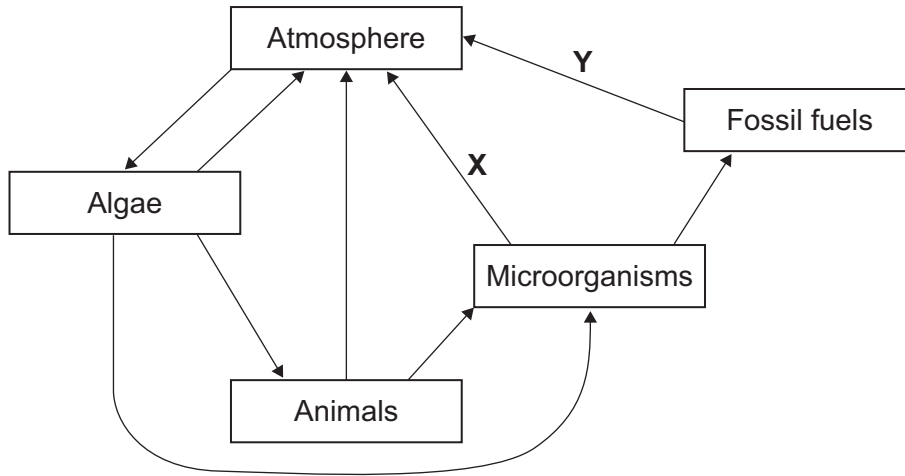 Atmosphere
Y
Fossil fuels
X
Algae
Microorganisms
Animals